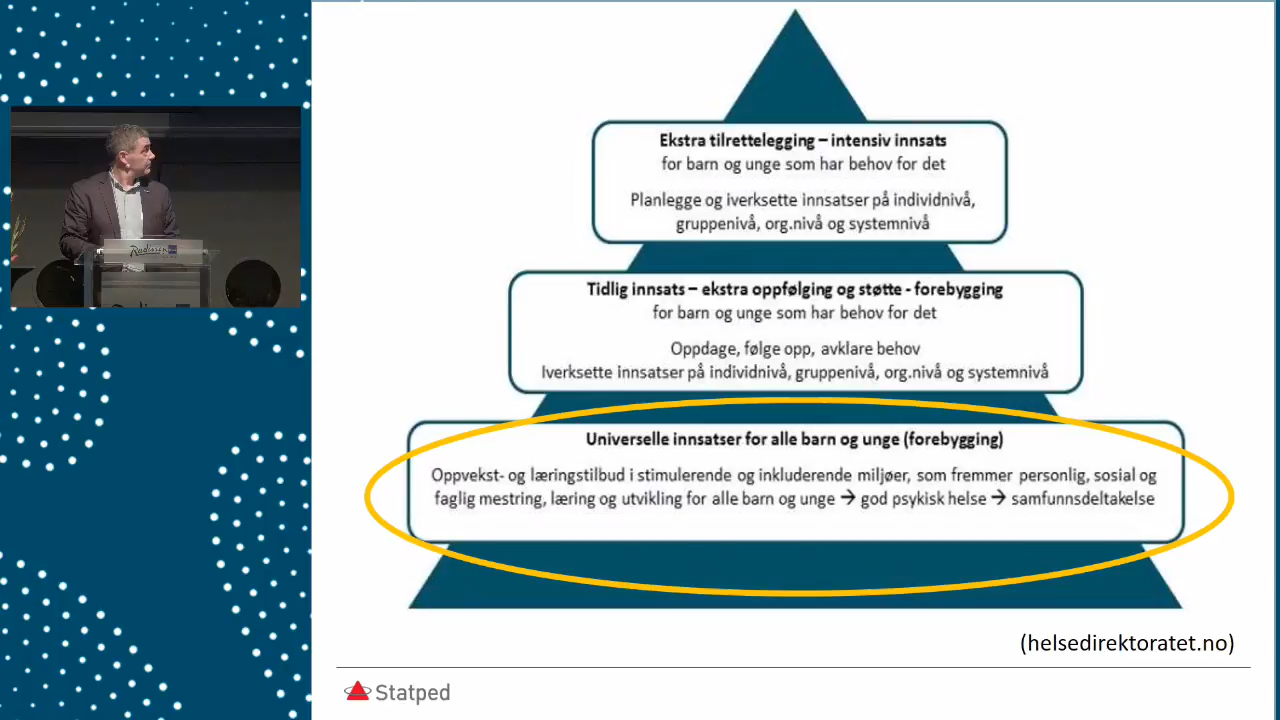 Ekstra tilrettelegging – intensiv innsats
for barn og unge som har behov for det
Planlegge og iverksette innsatser på individnivå,
gruppenivå, org.nivå og systemnivå
Tidlig innsats – ekstra oppfølging og støtte - forebygging
for barn og unge som har behov for det
Oppdage, følge opp, avklare behov
Iverksette innsatser på individnivå, gruppenivå, org.nivå og systemnivå
Universelle innsatser for alle barn og unge (forebygging)
Oppvekst- og læringstilbud i stimulerende og inkluderende miljøer, som fremmer personlig, sosial og
faglig mestring, læring og utvikling for alle barn og unge → god psykisk helse → samfunnsdeltakelse
(helsedirektoratet.no)
Statped
Radisson